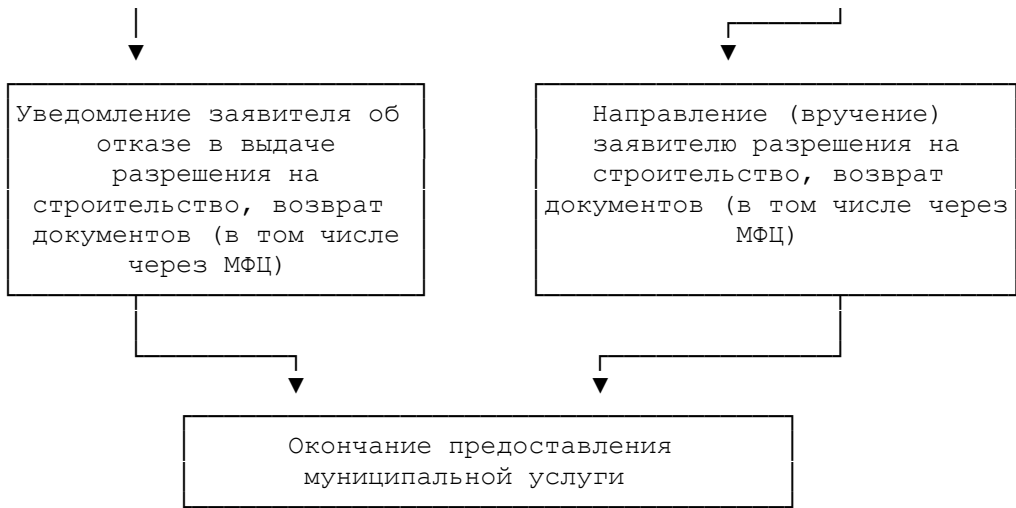 Уведомление заявителя об
отказе в выдаче
разрешения на
строительство, возврат
документов (в том числе
через МФЦ)
Направление (вручение)
заявителю разрешения на
строительство, возврат
документов (в том числе через
МФЦ)
Окончание предоставления
муниципальной услуги